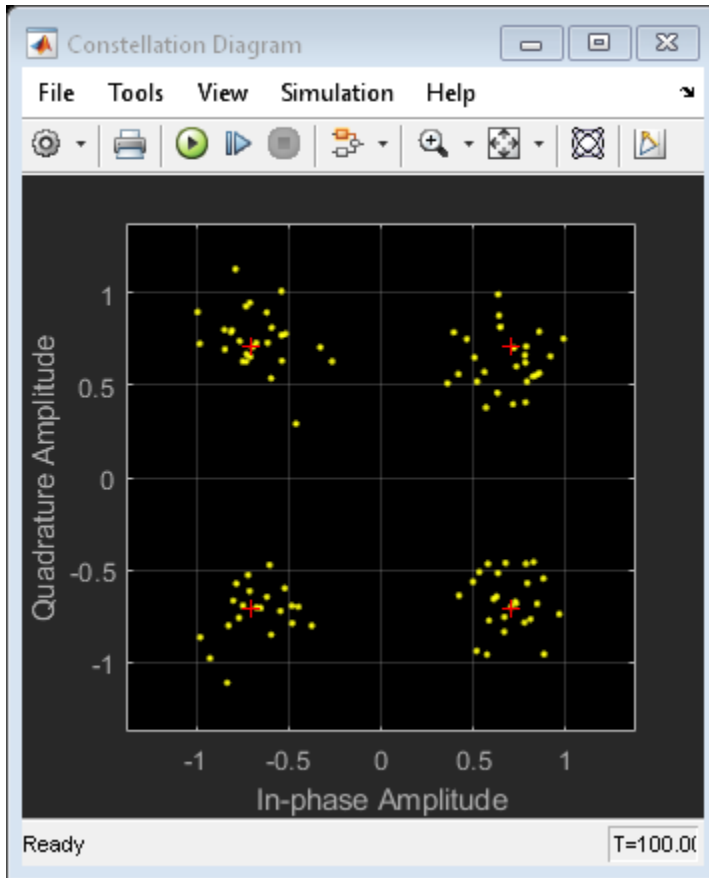 Constellation Diagram
File Tools View Simulation Help
Quadrature Amplitude
1
0.5
0
-0.5
-1
-1 -0.5 0 0.5 1
In-phase Amplitude
Ready T=100.00